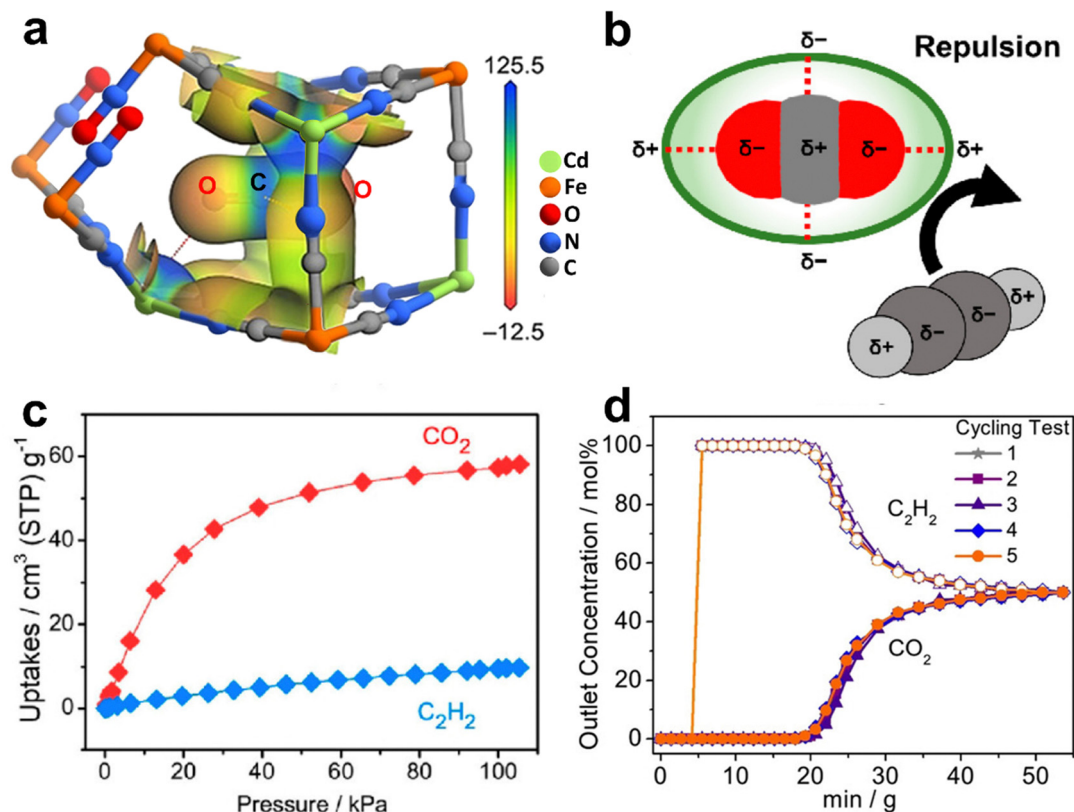 a
125.5
−12.5
O
C
O
Cd
Fe
O
N
C
b
Repulsion
δ−
δ+
δ−
δ+
δ−
δ+
δ−
δ+
δ−
δ−
δ+
c
Uptakes / cm³ (STP) g⁻¹
60
40
20
0
CO₂
C₂H₂
0 20 40 60 80 100
Pressure / kPa
d
Outlet Concentration / mol%
100
80
60
40
20
0
Cycling Test
1
2
3
4
5
C₂H₂
CO₂
0 10 20 30 40 50
min / g